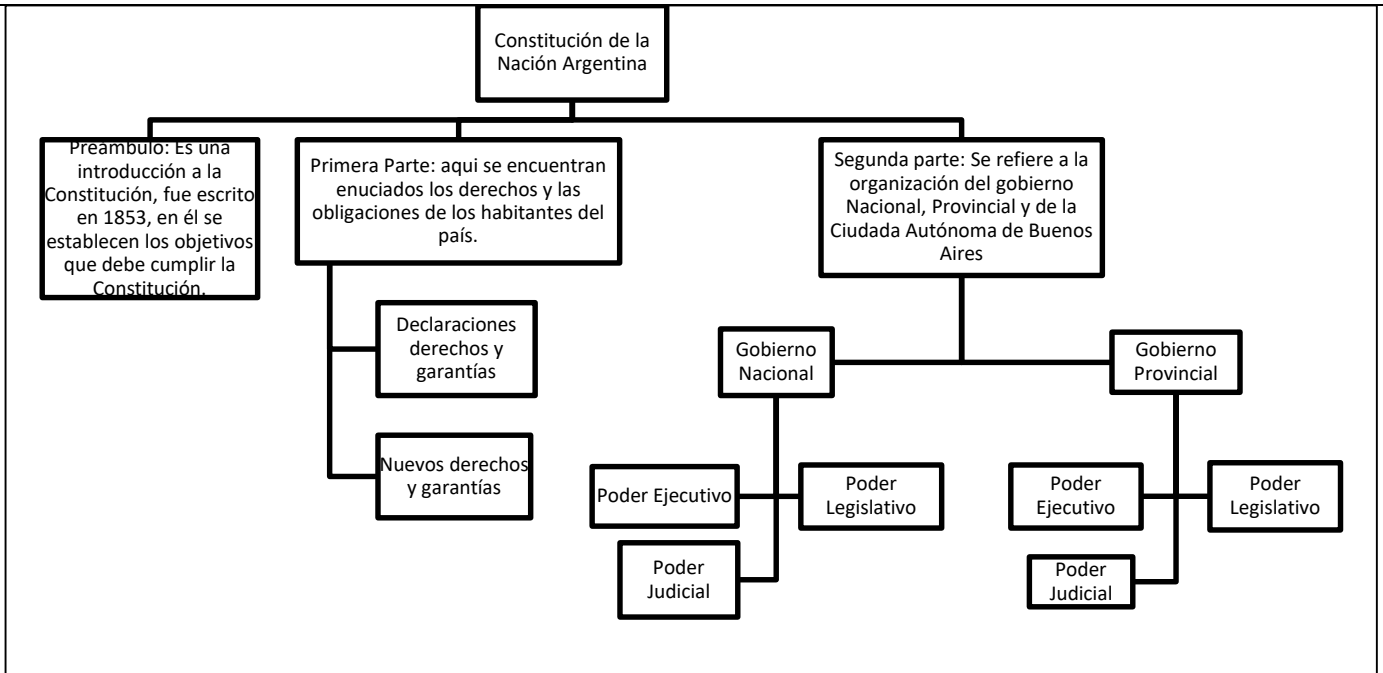 Constitución de la
Nación Argentina
Preámbulo: Es una
introducción a la
Constitución, fue escrito
en 1853, en él se
establecen los objetivos
que debe cumplir la
Constitución.
Primera Parte: aqui se encuentran
enuciados los derechos y las
obligaciones de los habitantes del
país.
Segunda parte: Se refiere a la
organización del gobierno
Nacional, Provincial y de la
Ciudada Autónoma de Buenos
Aires
Declaraciones
derechos y
garantías
Nuevos derechos
y garantías
Gobierno
Nacional
Poder Ejecutivo
Poder
Legislativo
Poder
Judicial
Gobierno
Provincial
Poder
Ejecutivo
Poder
Legislativo
Poder
Judicial